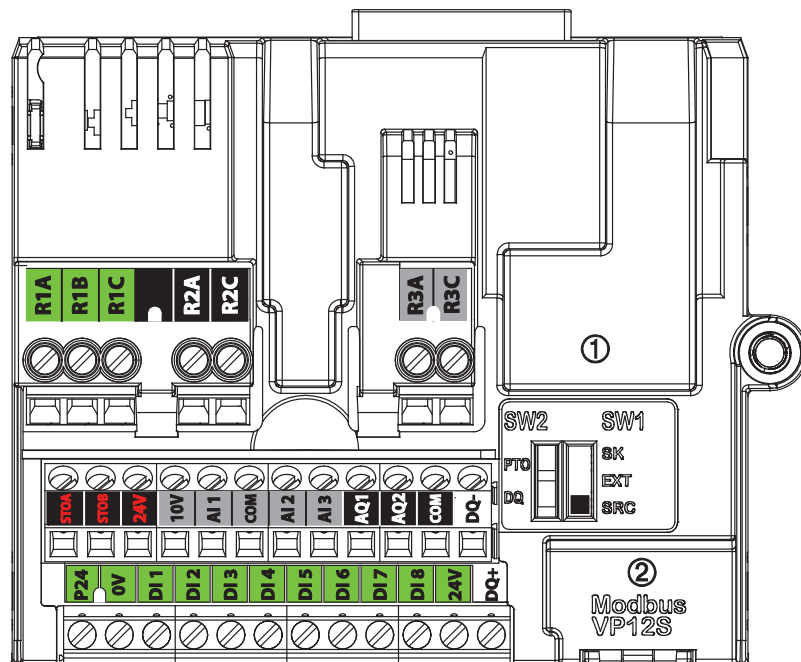 R1A R1B R1C R2A R2C R3A R3C
①
SW2 SW1
PTO SK
EXT
DQ SRC
STOA STOB 24V 10V AI 1 COM AI 2 AI 3 AQ1 AQ2 COM DQ-
P24 0V DI 1 DI 2 DI 3 DI 4 DI 5 DI 6 DI 7 DI 8 24V DQ+
②
Modbus
VP12S